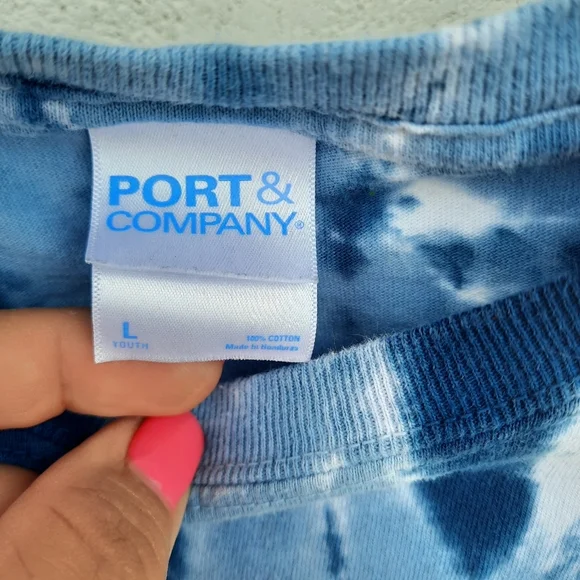 PORT &
COMPANY®
L
YOUTH
100% COTTON
Made in Honduras